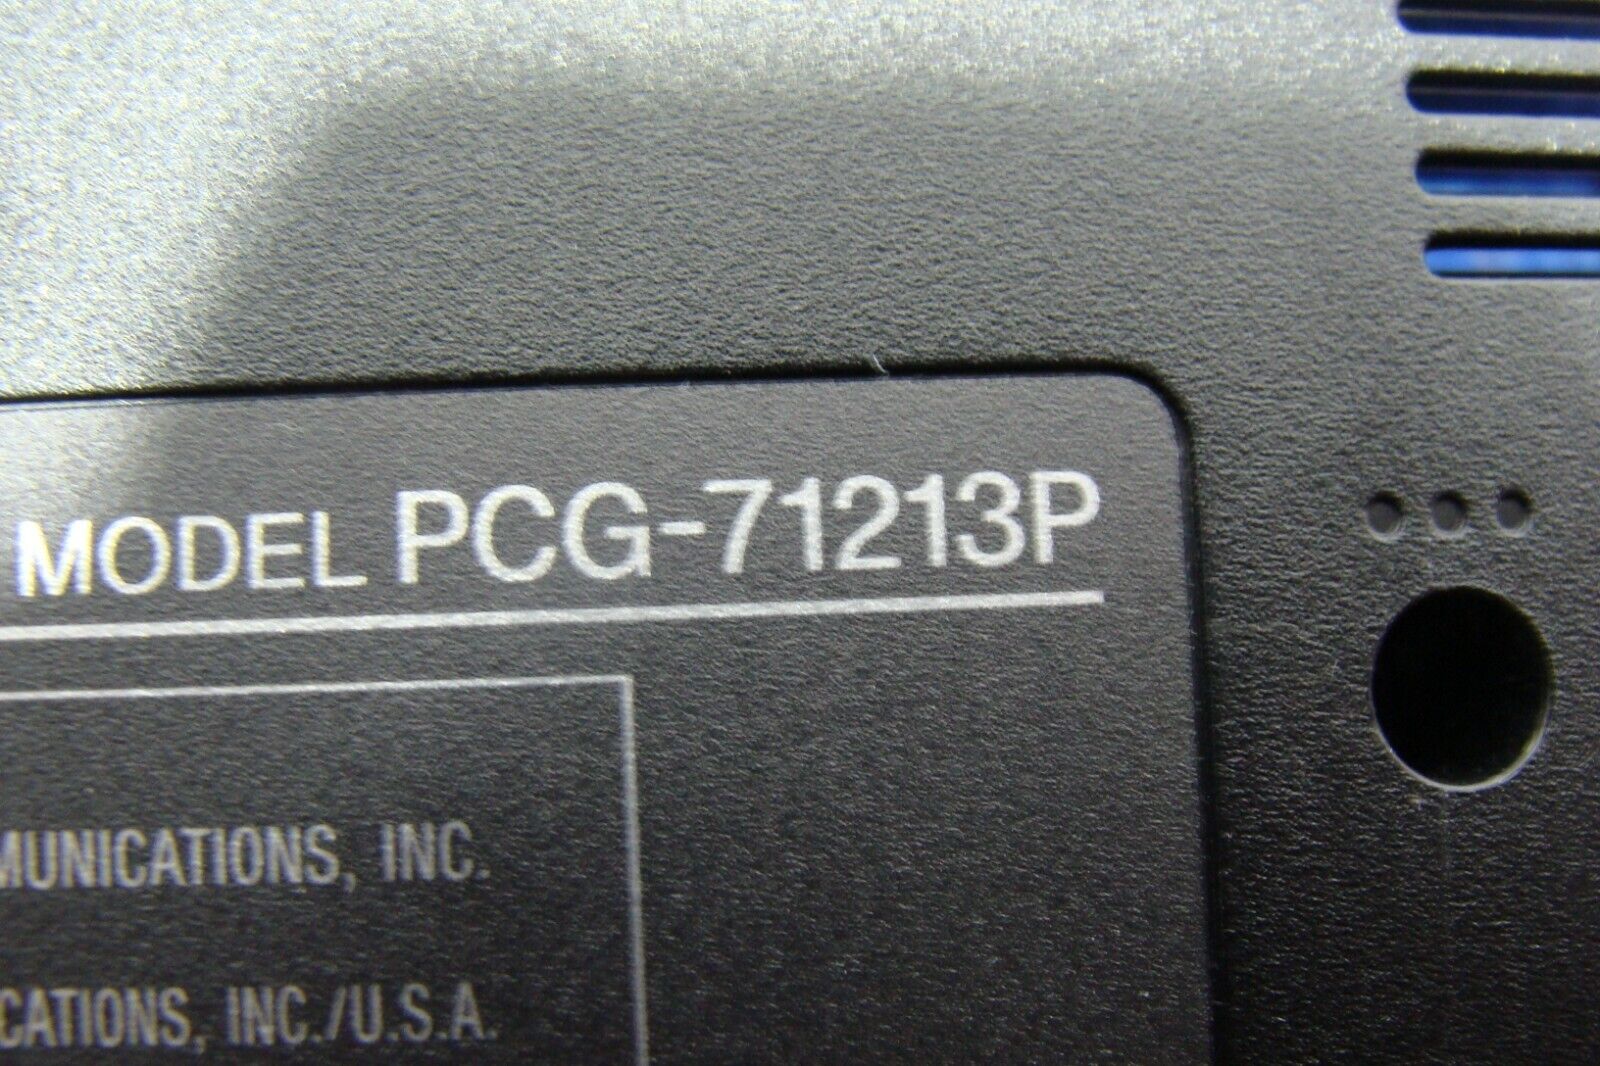 MODEL PCG-71213P
MUNICATIONS, INC.
CATIONS, INC./U.S.A.